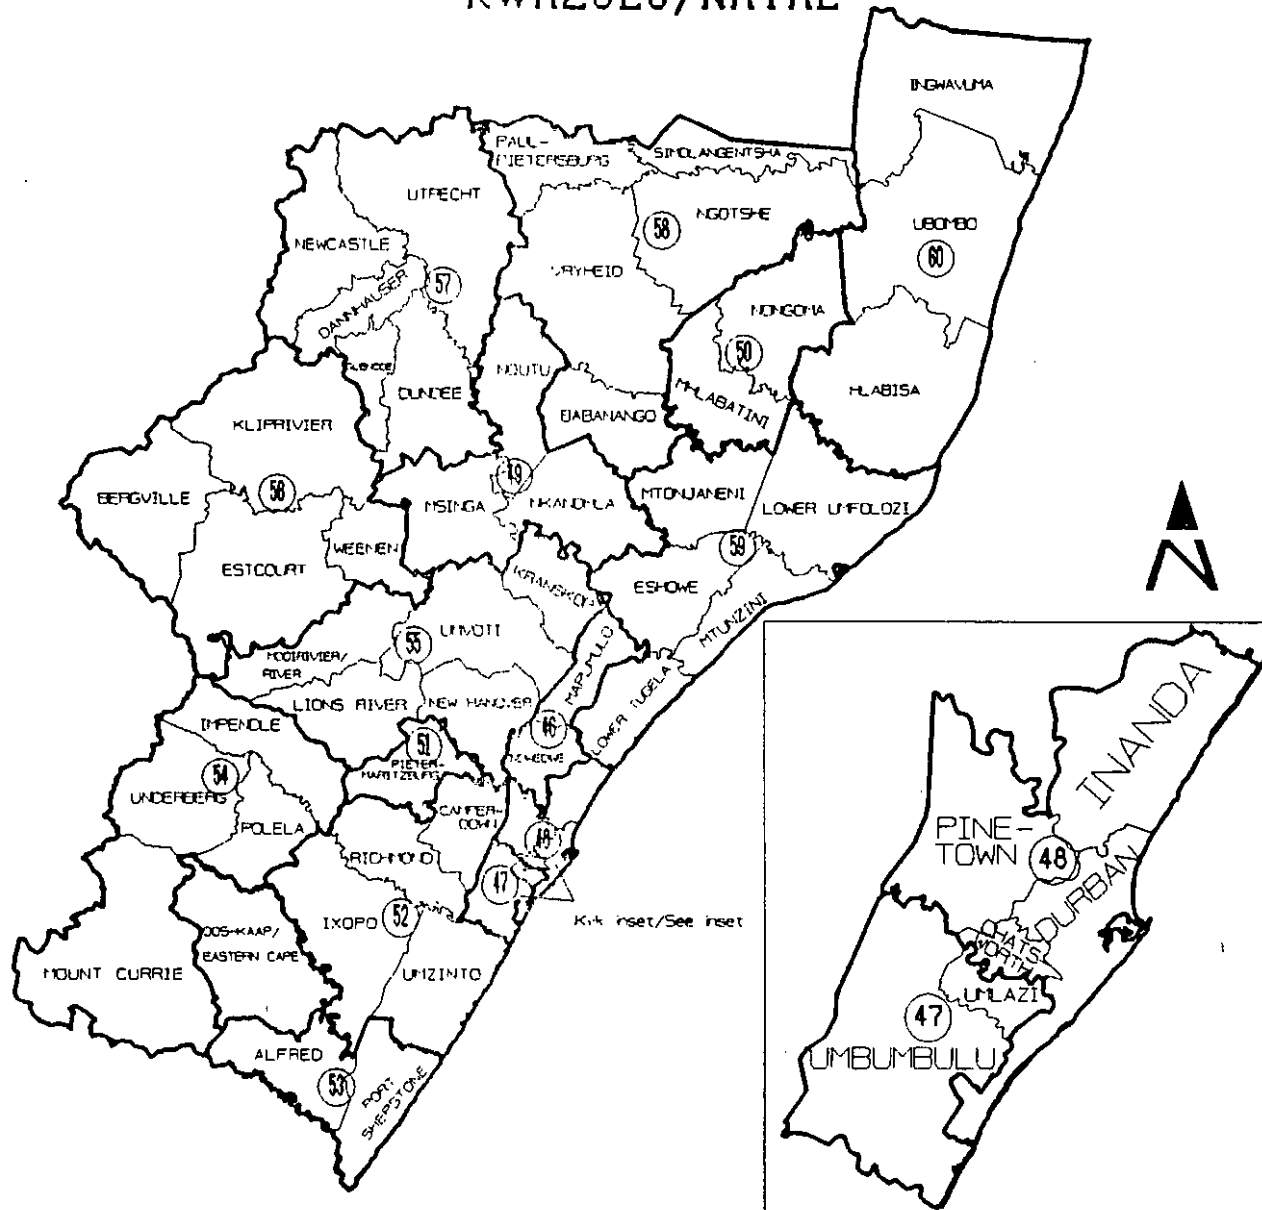 KWAZULU/NATAL
INGWAVUMA
PAUL-
PIETERSBURG
SIMDLANGENTSHA
UTRECHT
NGOTSHE
UBOMBO
58
60
NEWCASTLE
VRYHEID
57
DANNHAUSER
NONGOMA
50
GLENCOE
NQUTU
DUNDEE
MAHLABATINI
HLABISA
BABANANGO
KLIPRIVIER
BERGVILLE
49
56
MSINGA
NKANDHLA
MTONJANENI
LOWER UMFOLOZI
WEENEN
59
ESTCOURT
KRANSKOP
ESHOWE
MTUNZINI
UMVOTI
55
MAPUMULO
MOOIRIVIER/
RIVER
LIONS RIVER
NEW HANOVER
LOWER TUGELA
IMPENDLE
46
51
NDWEDWE
PIETER-
MARITZBURG
54
UNDERBERG
CAMPER-
DOWN
POLELA
48
RICHMOND
47
IXOPO
52
Kyk inset/See inset
OOS-KAAP/
EASTERN CAPE
MOUNT CURRIE
UMZINTO
ALFRED
53
PORT
SHEPSTONE
N
INANDA
PINE-
TOWN
48
DURBAN
CHATS
WORTH
UMLAZI
47
UMBUMBULU